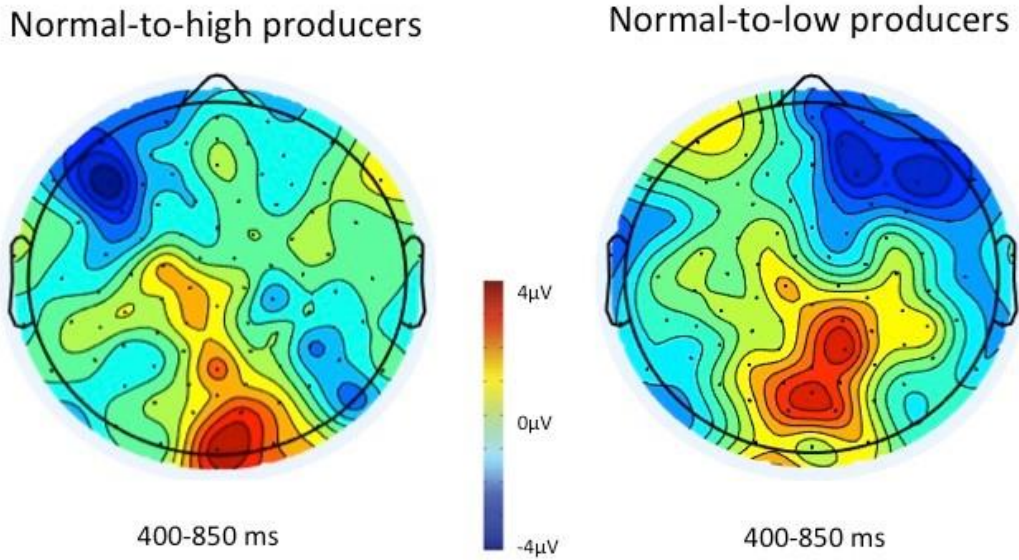 Normal-to-high producers
Normal-to-low producers
4µV
0µV
-4µV
400-850 ms
400-850 ms